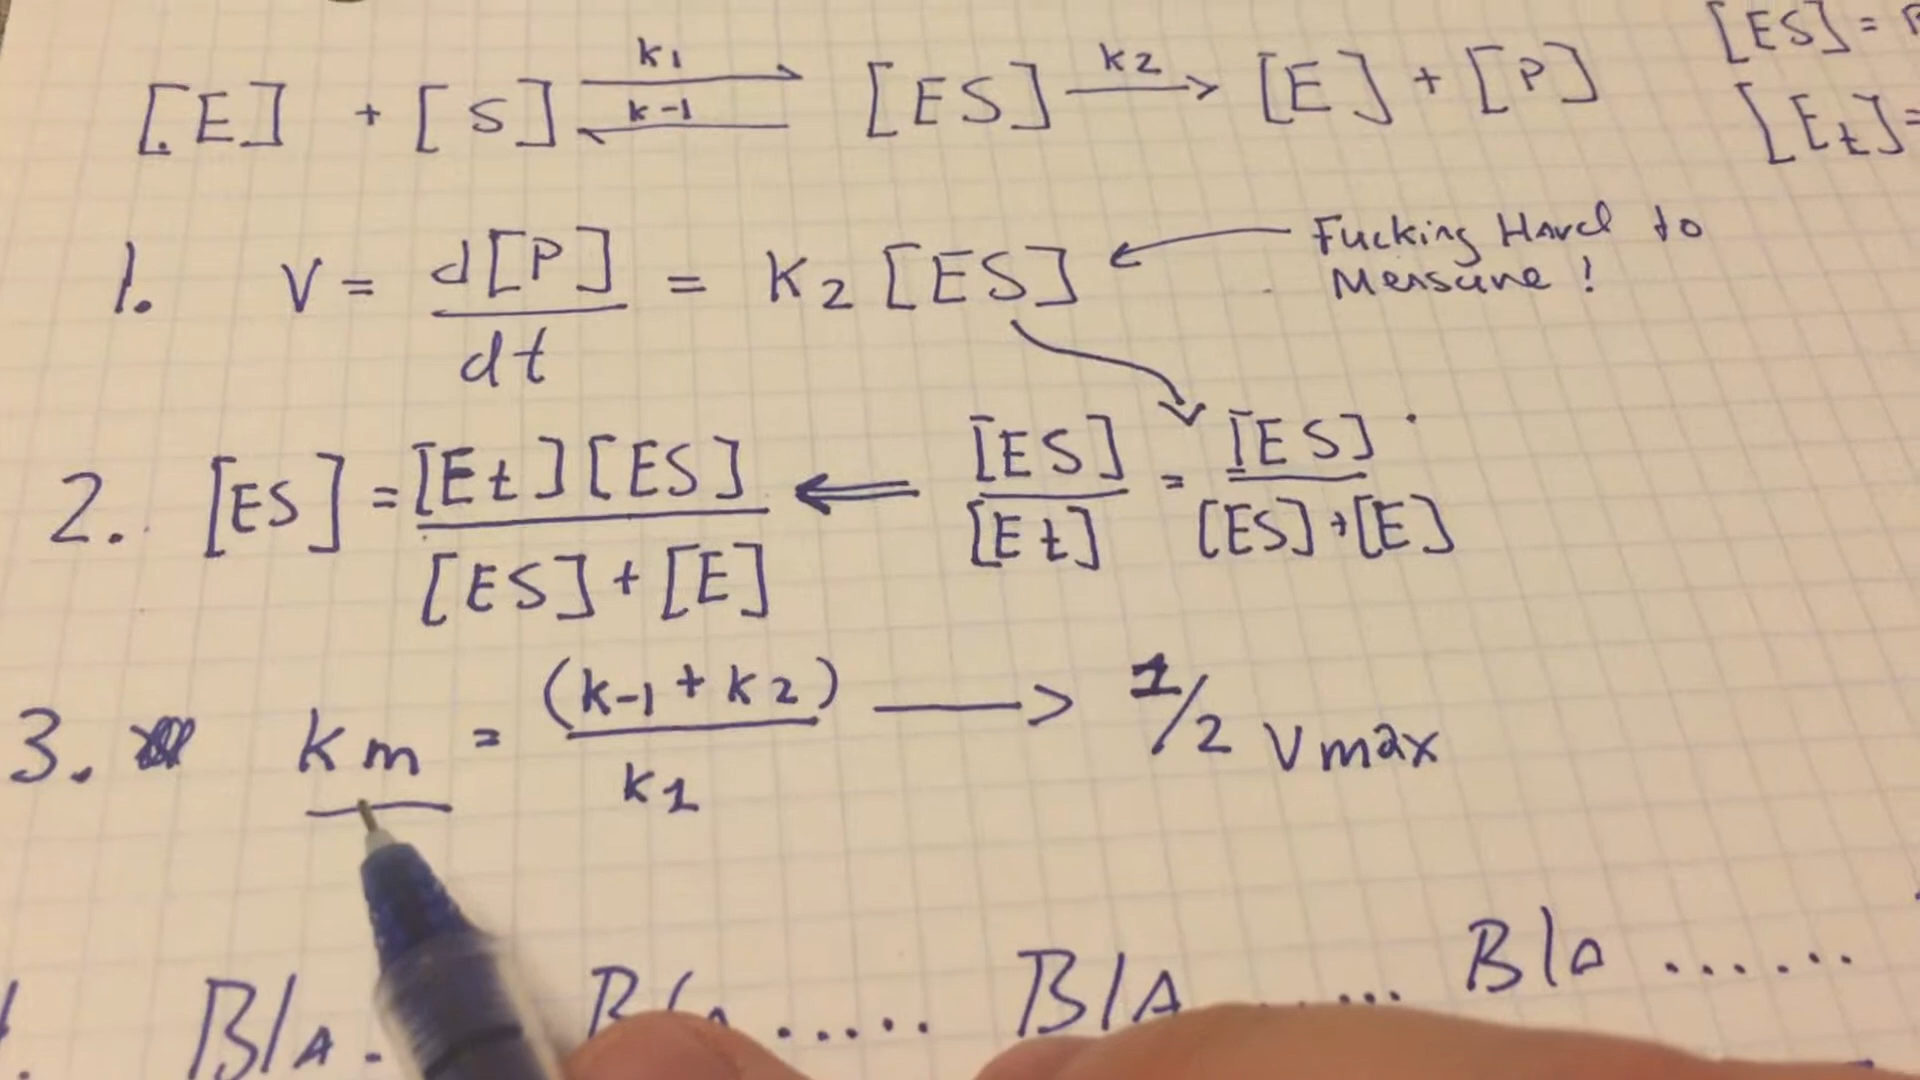 [E] + [S] k1 ⇌ k-1 [ES] k2 → [E] + [P]
[ES] =
[Et] =
1. V = d[P]/dt = K2 [ES] ← Fucking Hard to
Measure !
2. [ES] = [Et][ES]/[ES]+[E] ⇐ [ES]/[Et] = [ES]/[ES]+[E]
3. Km = (k-1 + k2)/k1 → 1/2 Vmax
Bla. Bla ..... BlA ..... Bla ......